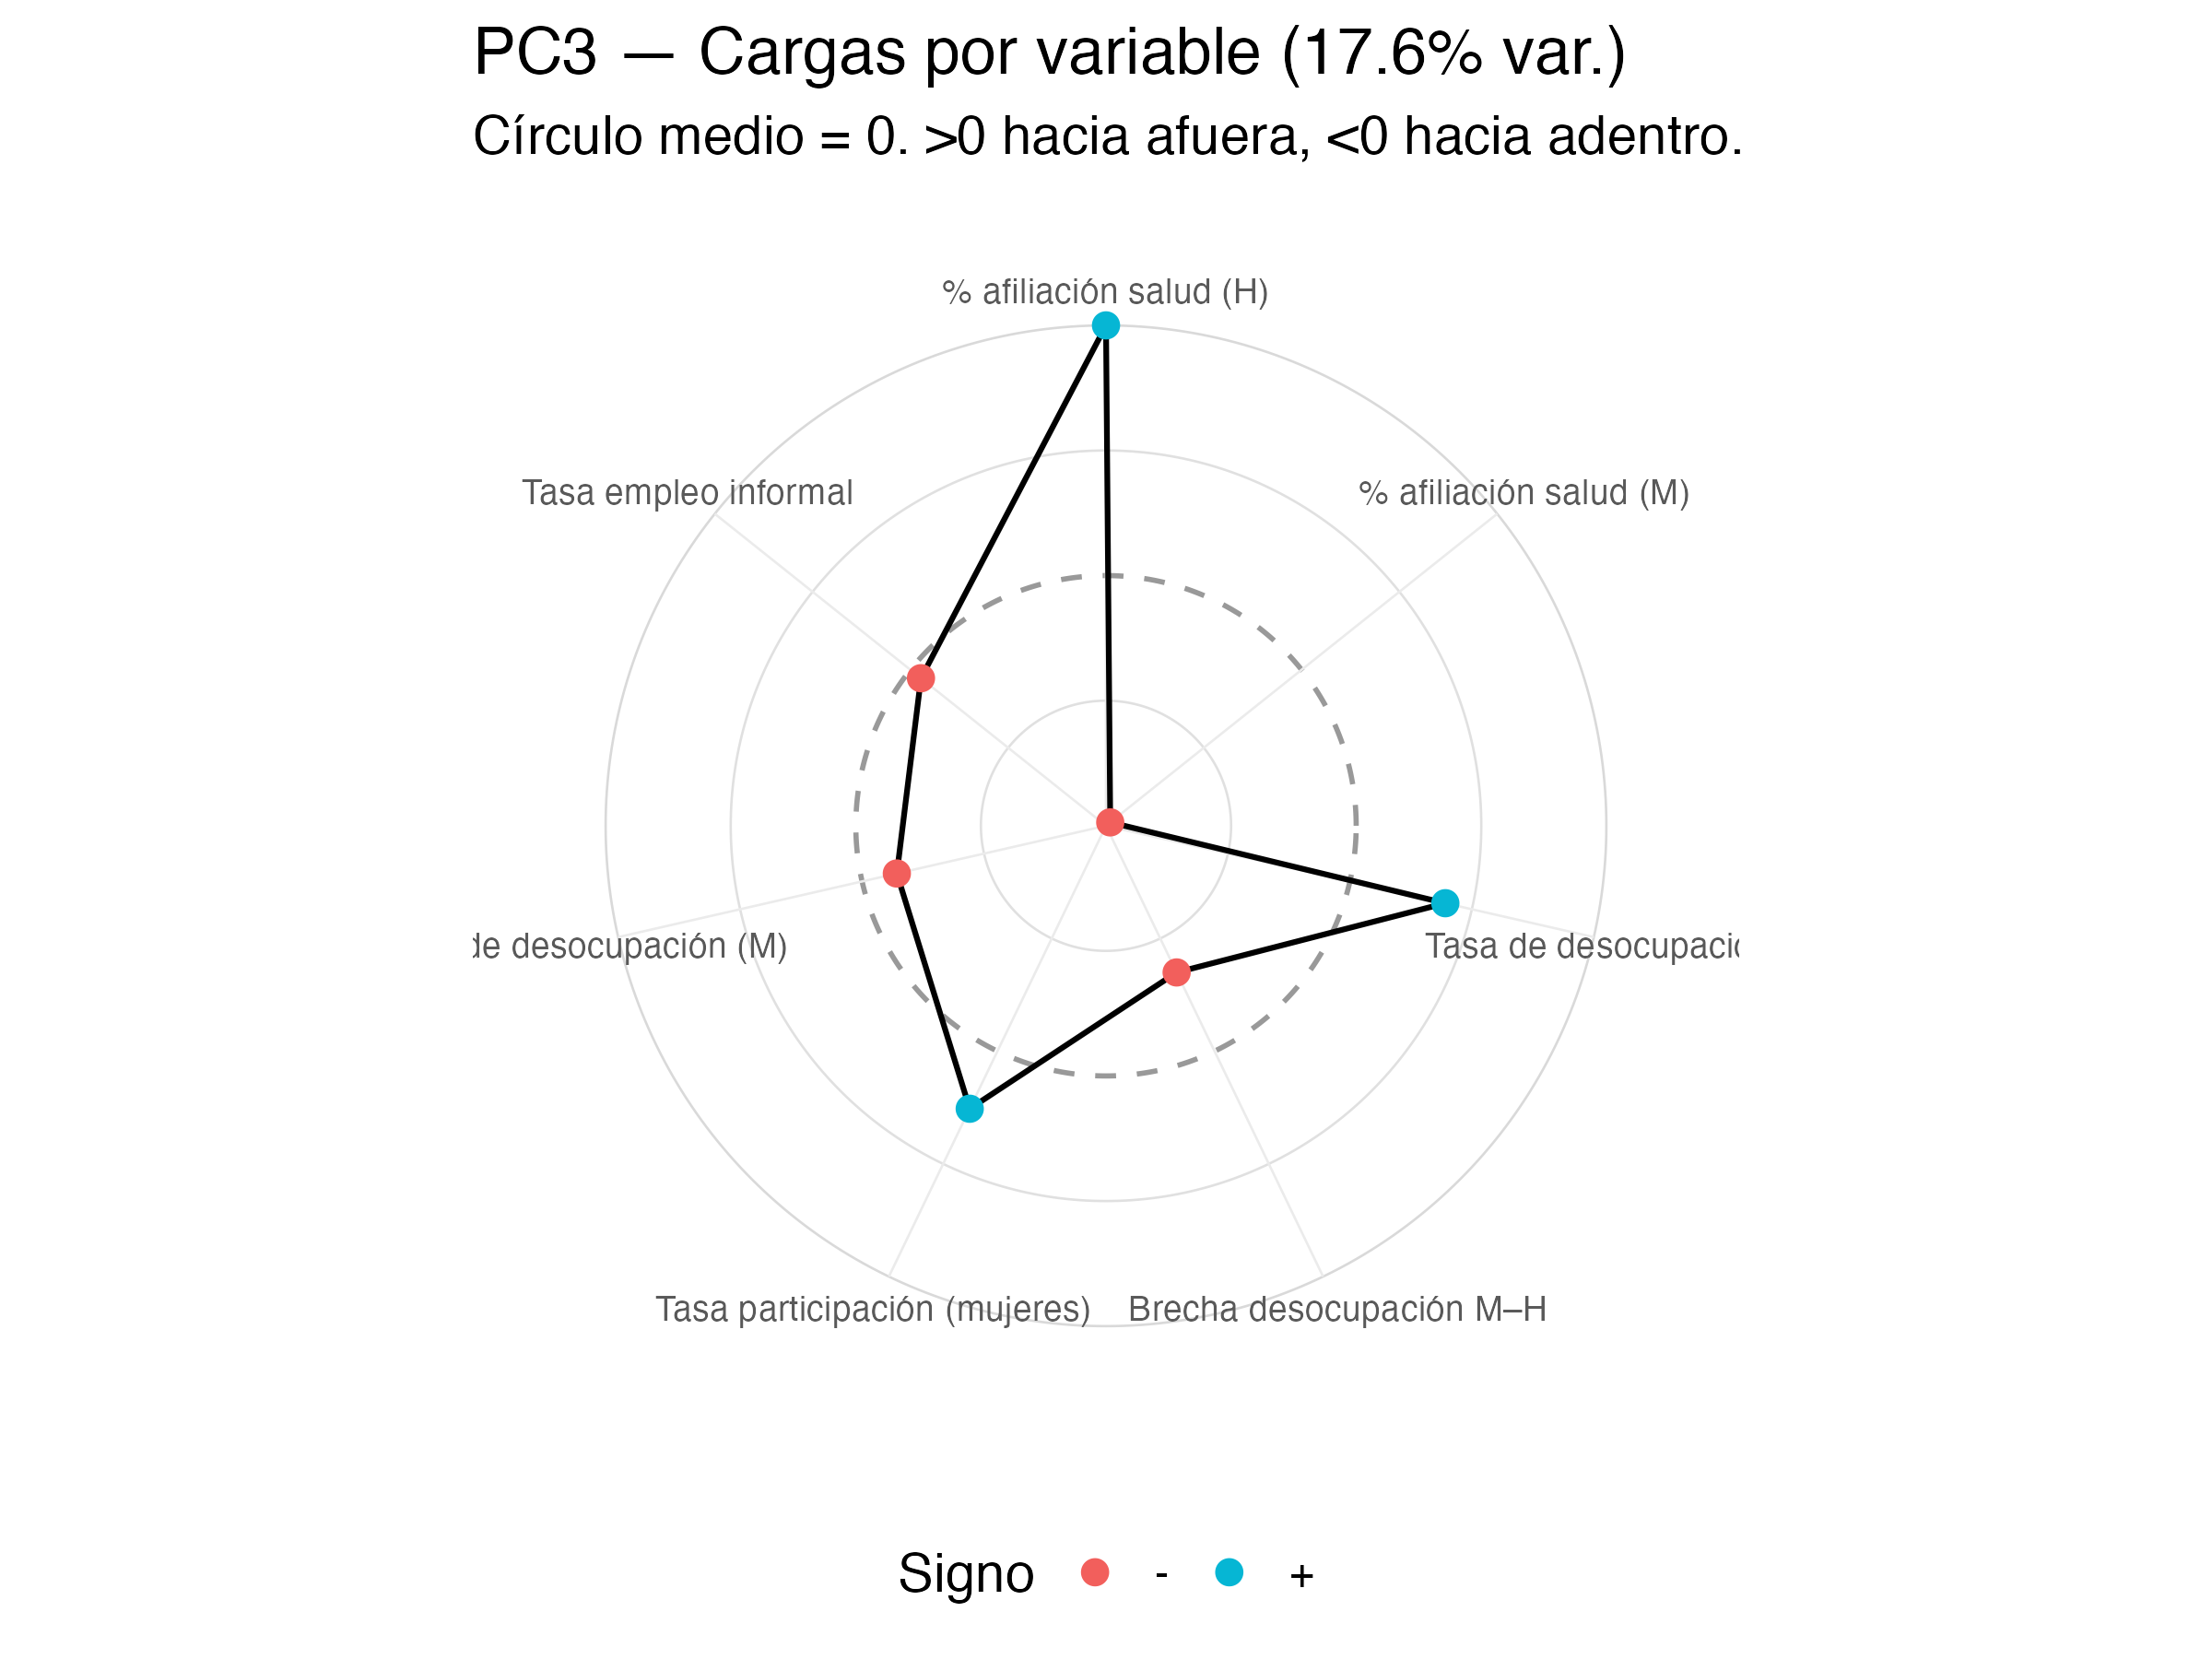 PC3 — Cargas por variable (17.6% var.)
Círculo medio = 0. >0 hacia afuera, <0 hacia adentro.
% afiliación salud (H)
Tasa empleo informal
% afiliación salud (M)
de desocupación (M)
Tasa de desocupació
Tasa participación (mujeres)
Brecha desocupación M–H
Signo - +